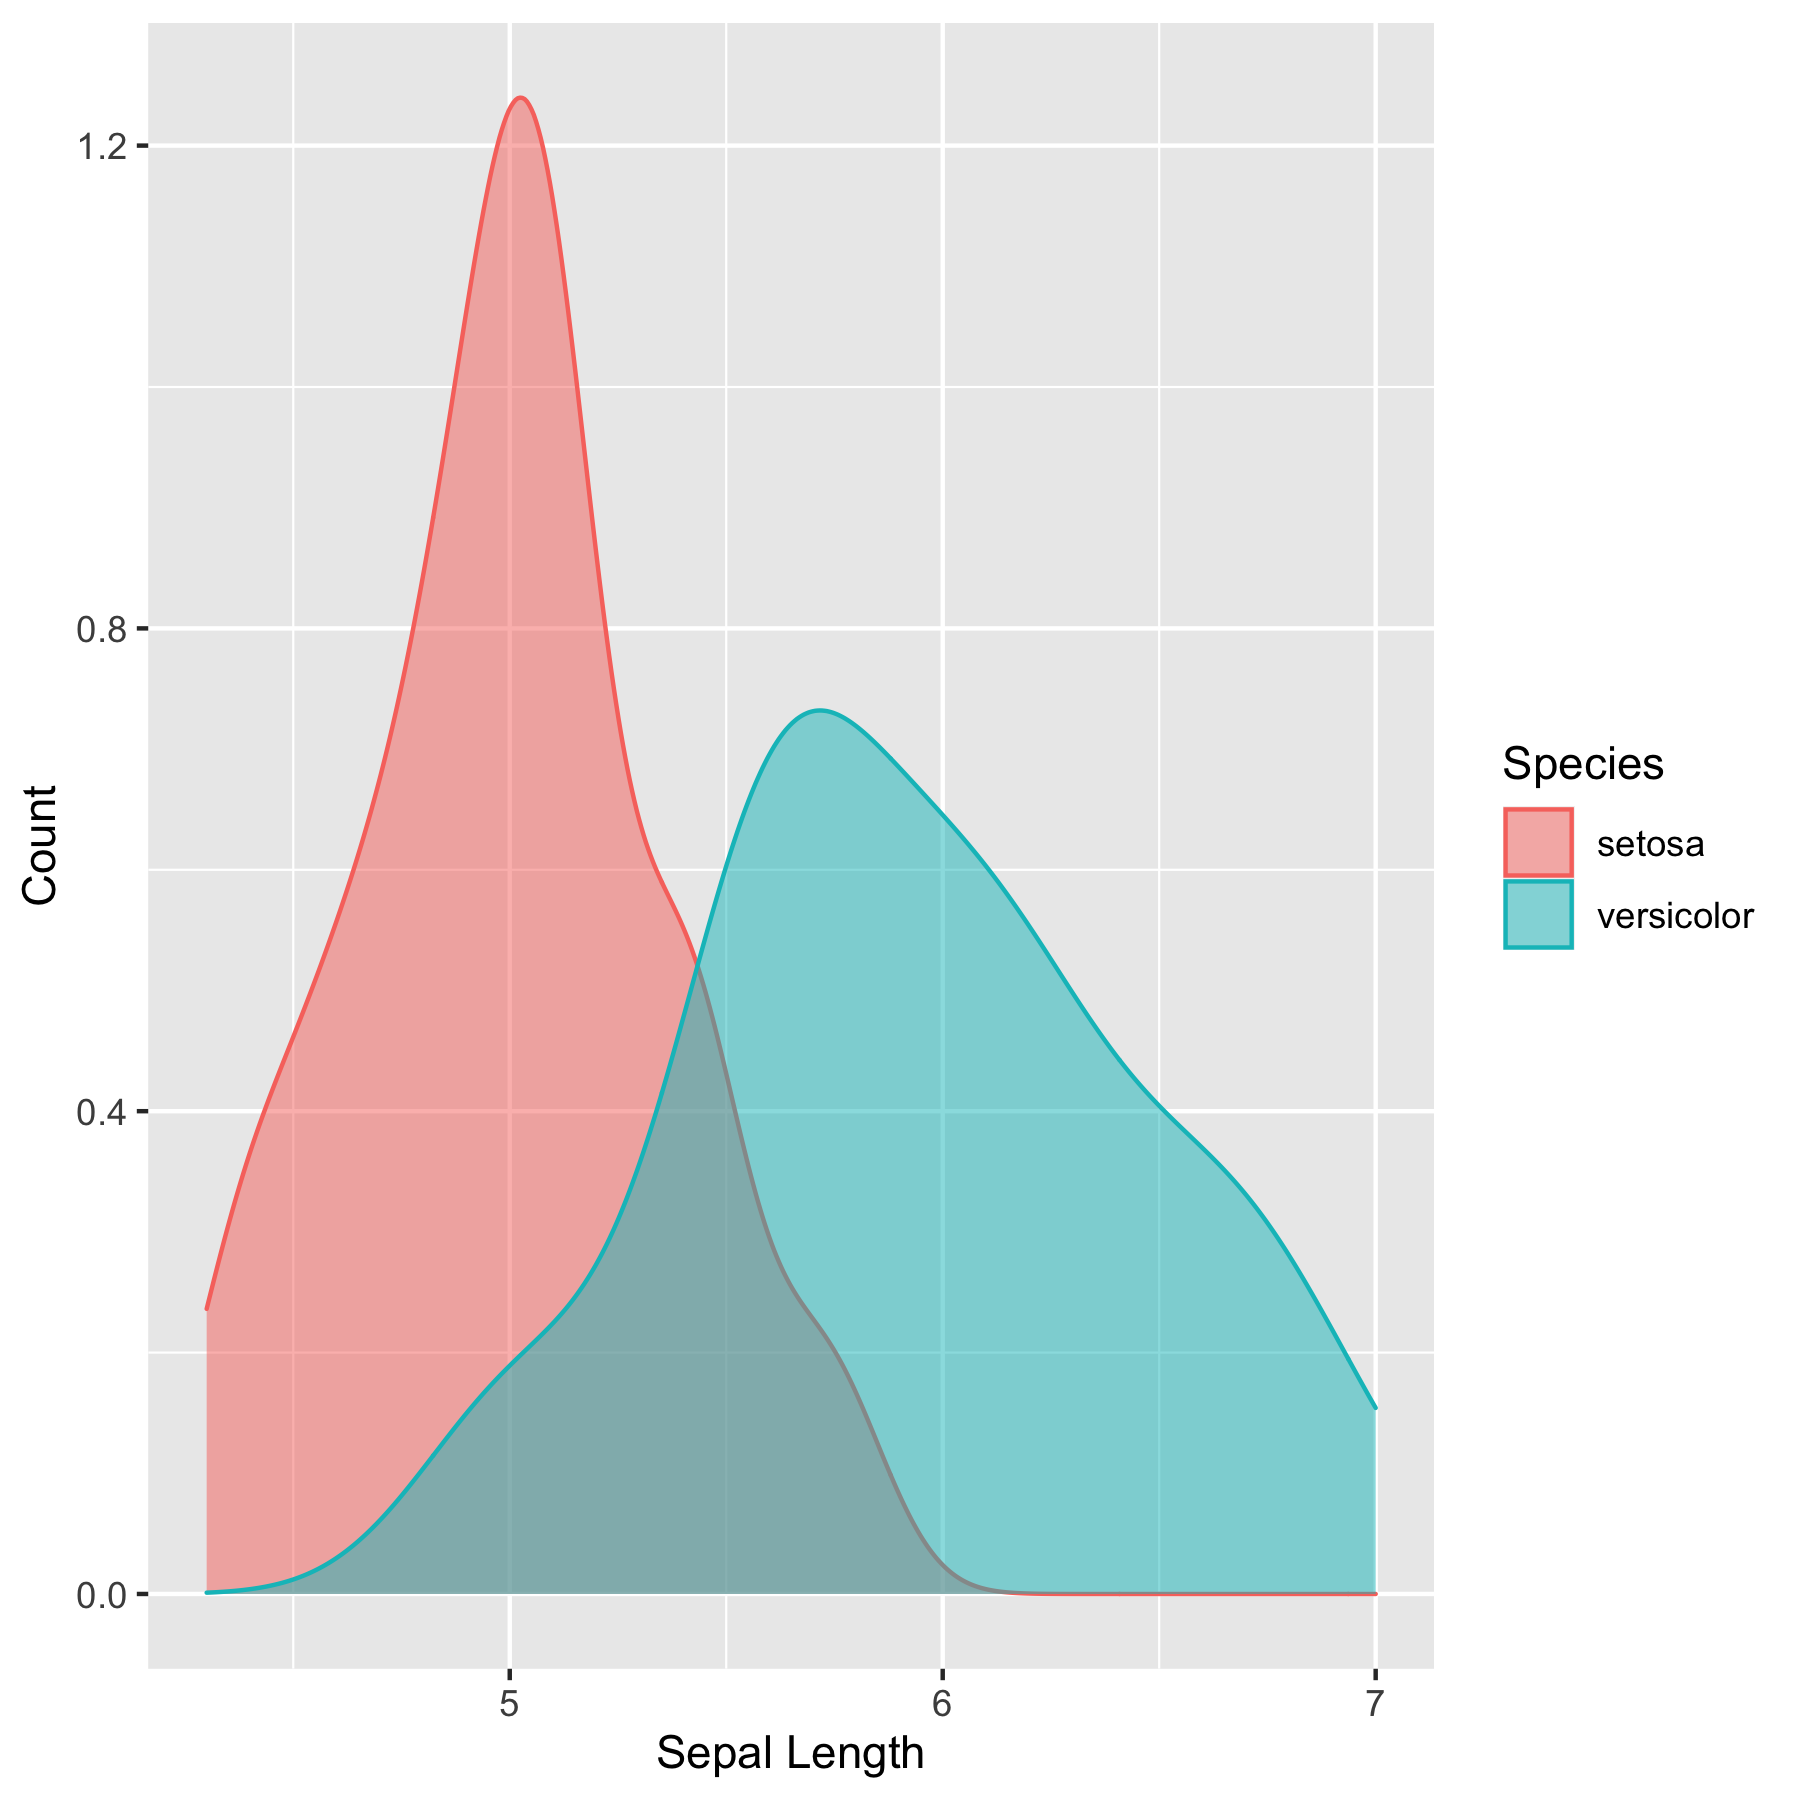 1.2
0.8
0.4
0.0
Count
5 6 7
Sepal Length
Species
setosa
versicolor